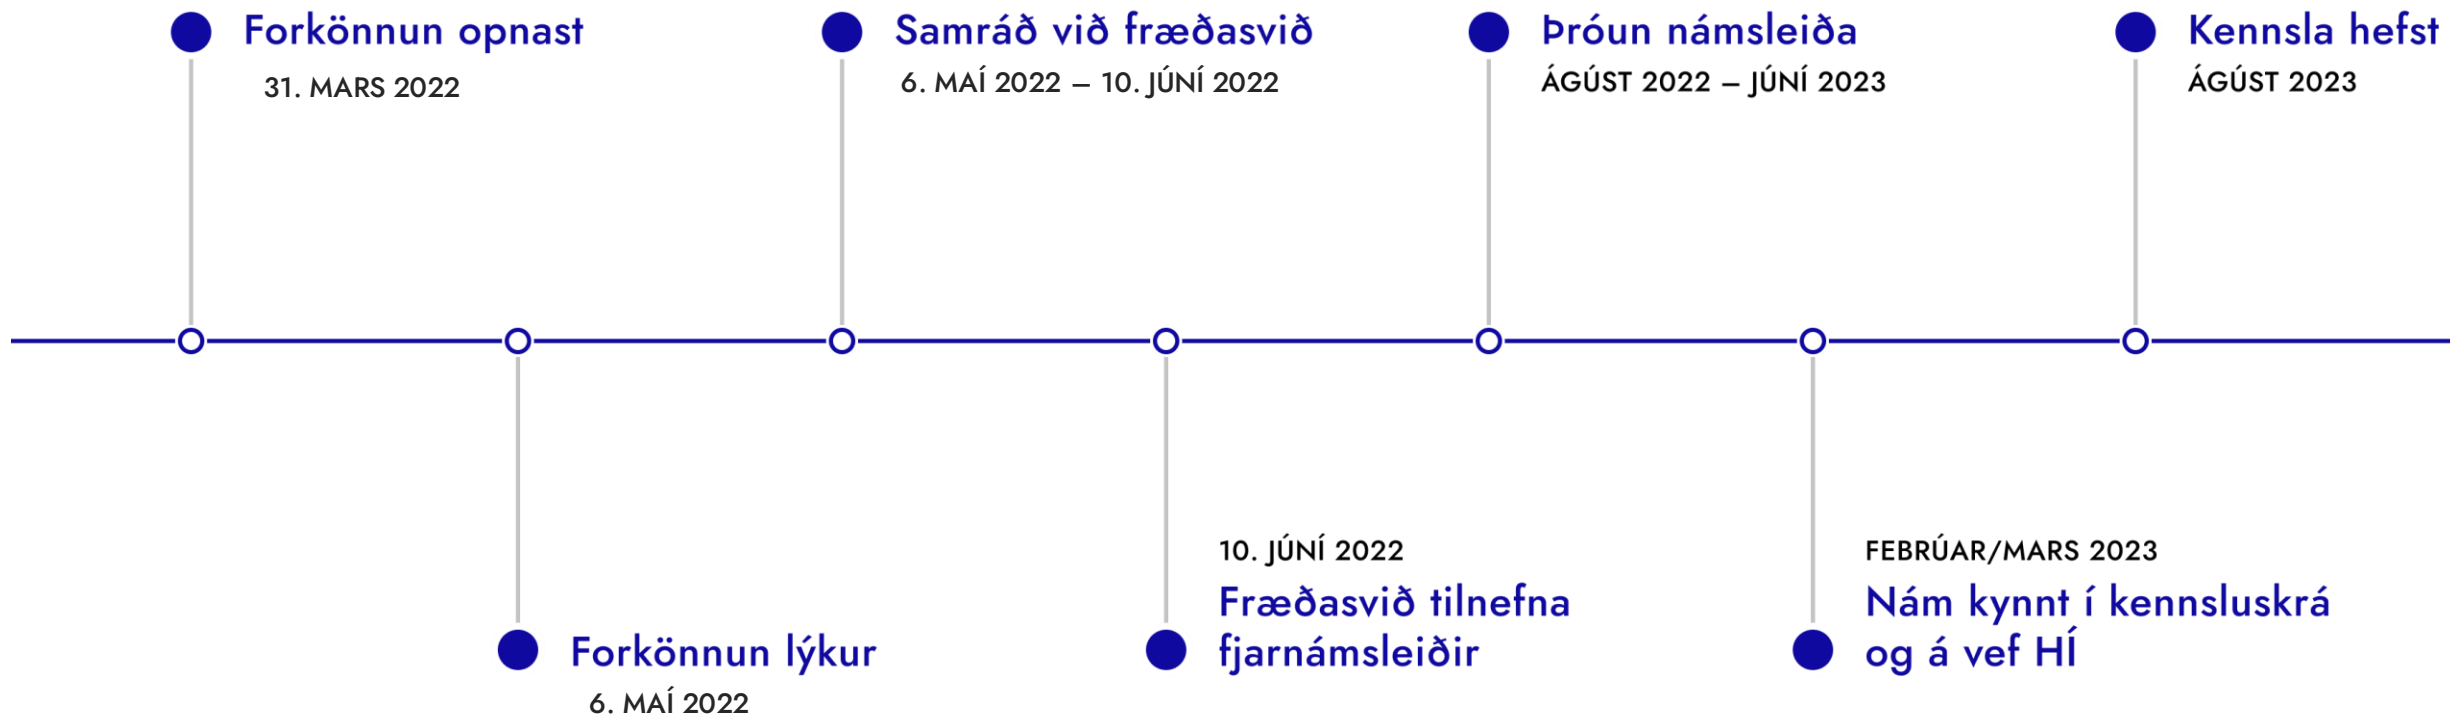 Forkönnun opnast
31. MARS 2022
Forkönnun lýkur
6. MAÍ 2022
Samráð við fræðasvið
6. MAÍ 2022 – 10. JÚNÍ 2022
10. JÚNÍ 2022
Fræðasvið tilnefna
fjarnámsleiðir
Þróun námsleiða
ÁGÚST 2022 – JÚNÍ 2023
FEBRÚAR/MARS 2023
Nám kynnt í kennsluskrá
og á vef HÍ
Kennsla hefst
ÁGÚST 2023